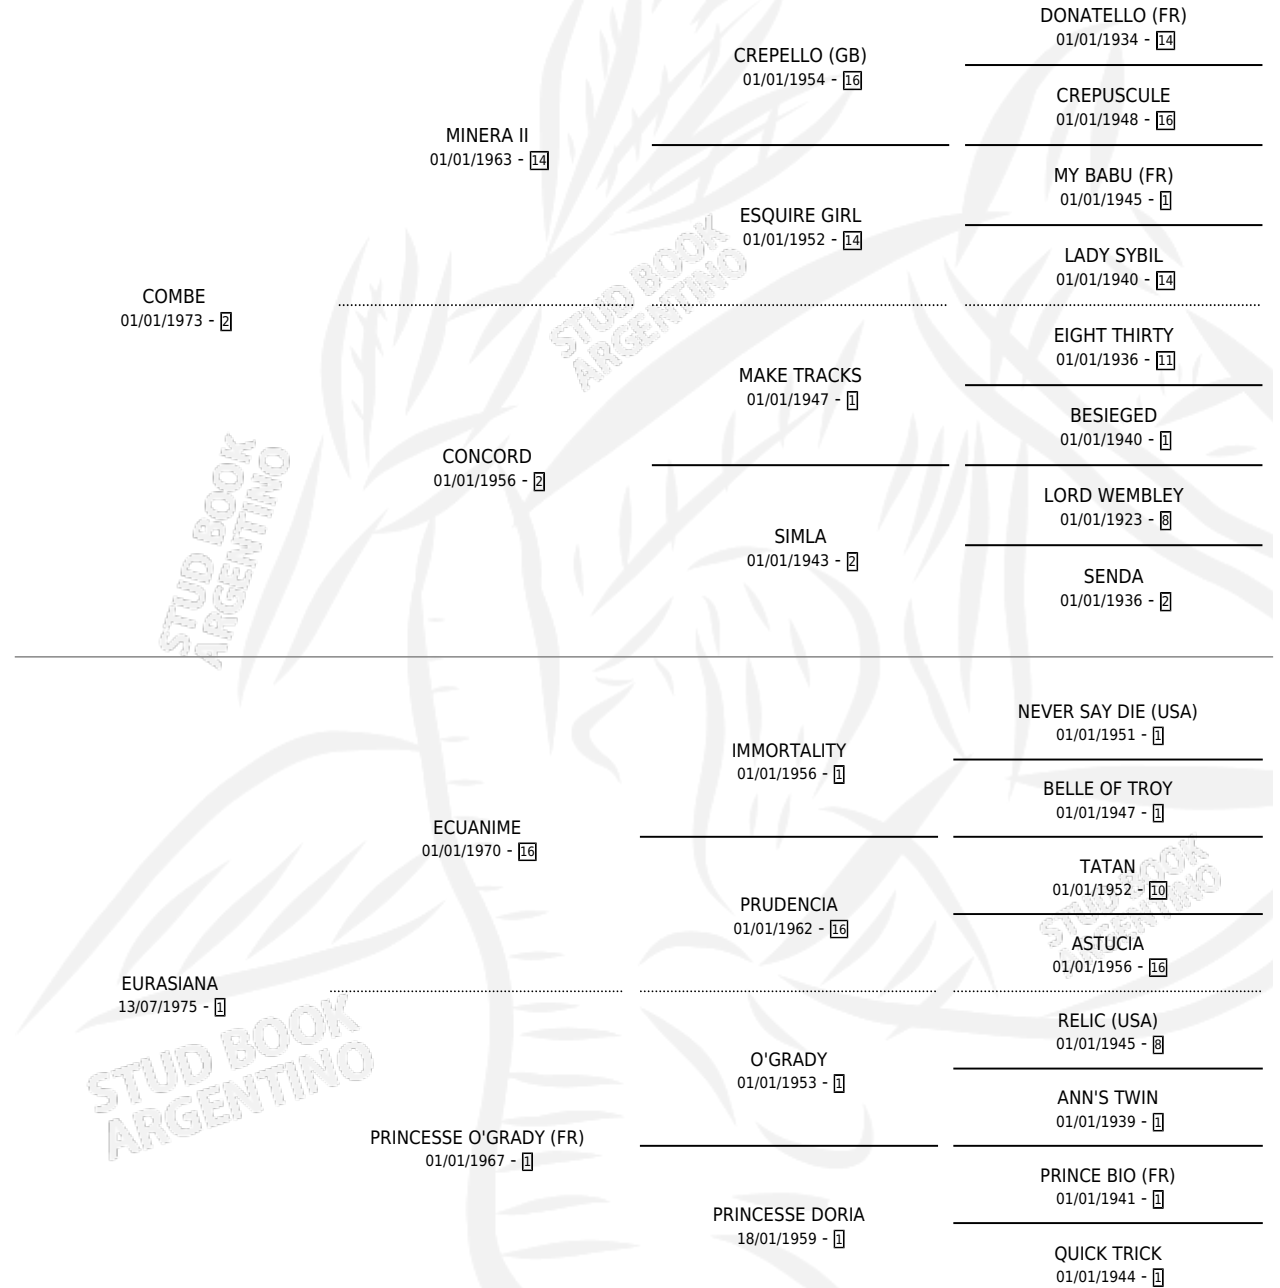 DONATELLO (FR)
01/01/1934 - 14
CREPELLO (GB)
01/01/1954 - 16
CREPUSCULE
01/01/1948 - 16
MINERA II
01/01/1963 - 14
MY BABU (FR)
01/01/1945 - 1
ESQUIRE GIRL
01/01/1952 - 14
LADY SYBIL
01/01/1940 - 14
COMBE
01/01/1973 - 2
EIGHT THIRTY
01/01/1936 - 11
MAKE TRACKS
01/01/1947 - 1
BESIEGED
01/01/1940 - 1
CONCORD
01/01/1956 - 2
LORD WEMBLEY
01/01/1923 - 8
SIMLA
01/01/1943 - 2
SENDA
01/01/1936 - 2
NEVER SAY DIE (USA)
01/01/1951 - 1
IMMORTALITY
01/01/1956 - 1
BELLE OF TROY
01/01/1947 - 1
ECUANIME
01/01/1970 - 16
TATAN
01/01/1952 - 10
PRUDENCIA
01/01/1962 - 16
ASTUCIA
01/01/1956 - 16
EURASIANA
13/07/1975 - 1
RELIC (USA)
01/01/1945 - 8
O'GRADY
01/01/1953 - 1
ANN'S TWIN
01/01/1939 - 1
PRINCESSE O'GRADY (FR)
01/01/1967 - 1
PRINCE BIO (FR)
01/01/1941 - 1
PRINCESSE DORIA
18/01/1959 - 1
QUICK TRICK
01/01/1944 - 1
STUD BOOK
ARGENTINO
STUD BOOK
ARGENTINO
STUD BOOK
ARGENTINO
STUD BOOK
ARGENTINO